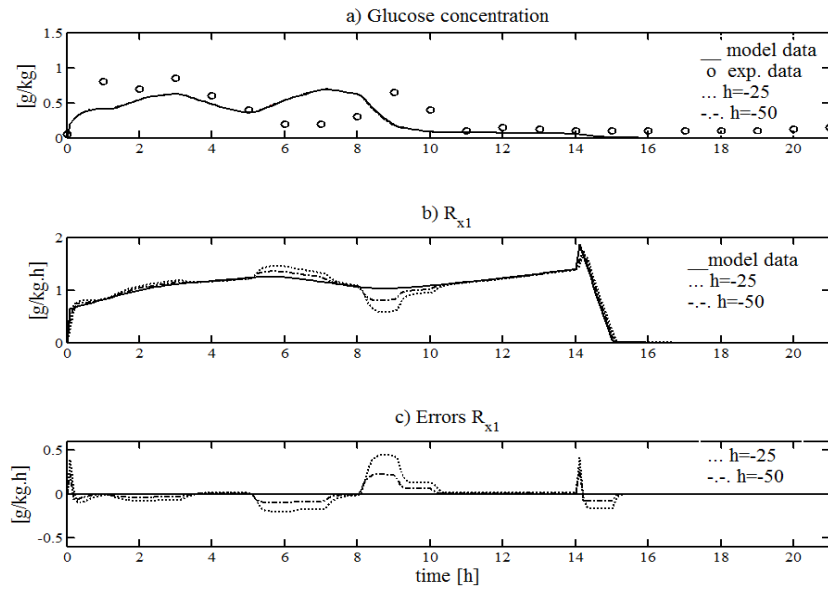 a) Glucose concentration
1.5
1
0.5
0
[g/kg]
__ model data
o exp. data
... h=-25
-.-. h=-50
0 2 4 6 8 10 12 14 16 18 20
b) R_x1
2
1
0
[g/kg.h]
__model data
... h=-25
-.-. h=-50
0 2 4 6 8 10 12 14 16 18 20
c) Errors R_x1
0.5
0
-0.5
[g/kg.h]
... h=-25
-.-. h=-50
0 2 4 6 8 10 12 14 16 18 20
time [h]